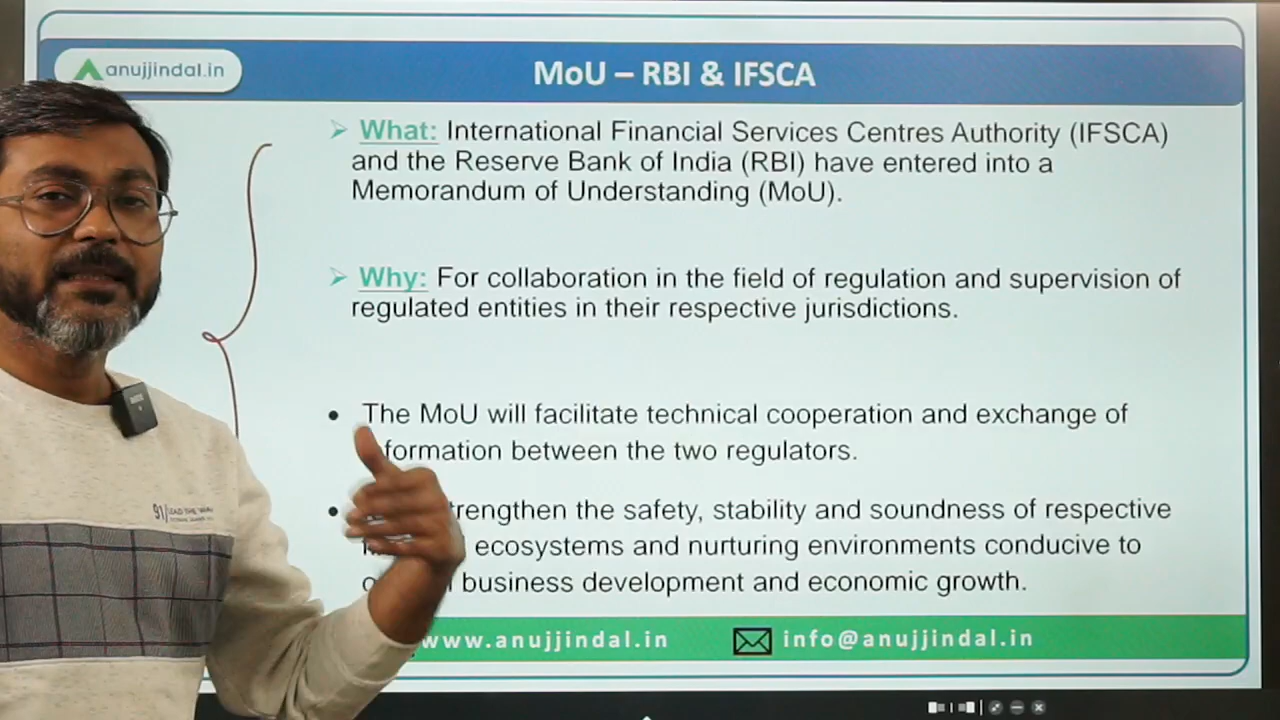 anujjindal.in
MoU – RBI & IFSCA
➢ What: International Financial Services Centres Authority (IFSCA)
and the Reserve Bank of India (RBI) have entered into a
Memorandum of Understanding (MoU).
➢ Why: For collaboration in the field of regulation and supervision of
regulated entities in their respective jurisdictions.
• The MoU will facilitate technical cooperation and exchange of
formation between the two regulators.
• trengthen the safety, stability and soundness of respective
ecosystems and nurturing environments conducive to
business development and economic growth.
www.anujjindal.in info@anujjindal.in
91 LEAD THE